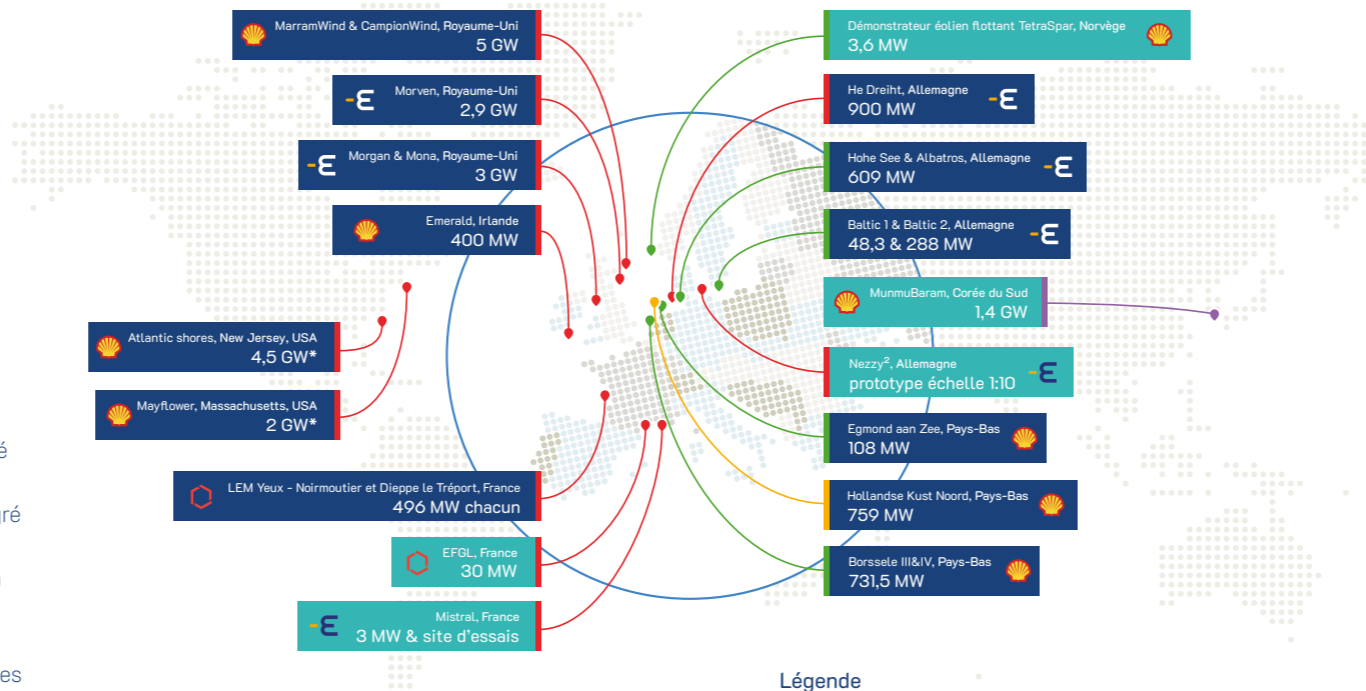 MarramWind & CampionWind, Royaume-Uni
5 GW
Morven, Royaume-Uni
2,9 GW
Morgan & Mona, Royaume-Uni
3 GW
Emerald, Irlande
400 MW
Atlantic shores, New Jersey, USA
4,5 GW*
Mayflower, Massachusetts, USA
2 GW*
LEM Yeux - Noirmoutier et Dieppe le Tréport, France
496 MW chacun
EFGL, France
30 MW
Mistral, France
3 MW & site d'essais
Démonstrateur éolien flottant TetraSpar, Norvège
3,6 MW
He Dreiht, Allemagne
900 MW
Hohe See & Albatros, Allemagne
609 MW
Baltic 1 & Baltic 2, Allemagne
48,3 & 288 MW
MunmuBaram, Corée du Sud
1,4 GW
Nezzy², Allemagne
prototype échelle 1:10
Egmond aan Zee, Pays-Bas
108 MW
Hollandse Kust Noord, Pays-Bas
759 MW
Borssele III&IV, Pays-Bas
731,5 MW
Légende